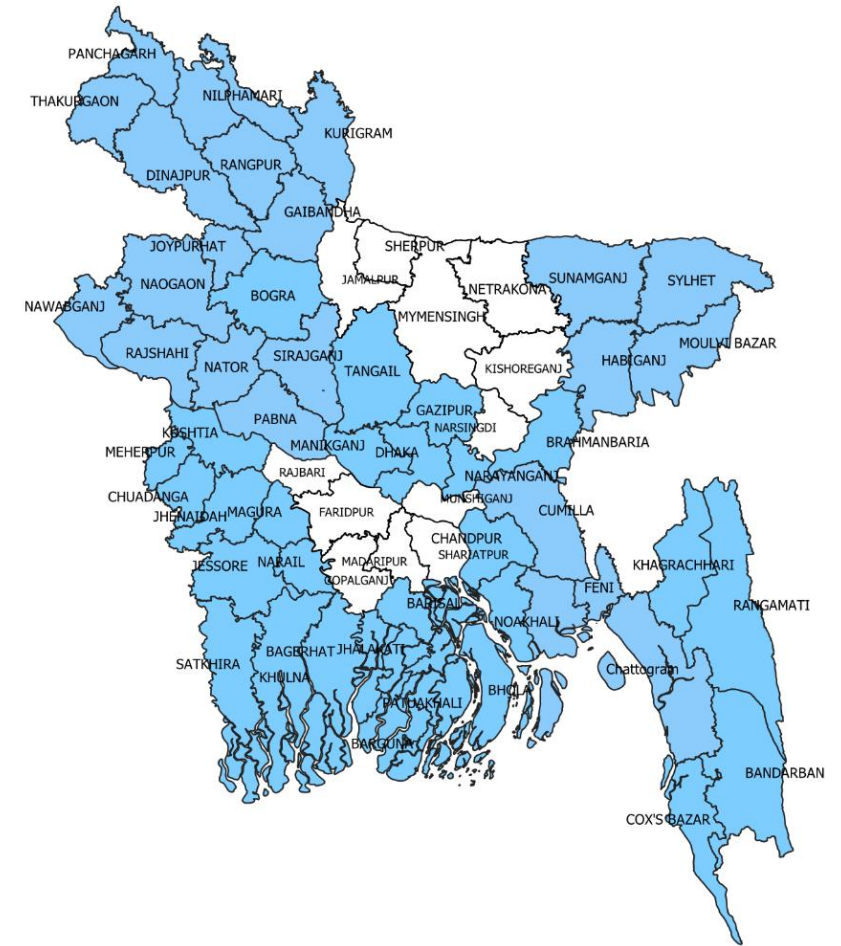 PANCHAGARH
THAKURGAON
NILPHAMARI
KURIGRAM
RANGPUR
DINAJPUR
GAIBANDHA
JOYPURHAT
SHERPUR
JAMALPUR
NAOGAON
BOGRA
NETRAKONA
SUNAMGANJ
SYLHET
NAWABGANJ
MYMENSINGH
RAJSHAHI
NATOR
SIRAJGANJ
TANGAIL
KISHOREGANJ
HABIGANJ
MOULVI BAZAR
PABNA
GAZIPUR
NARSINGDI
KUSHTIA
MANIKGANJ
DHAKA
BRAHMANBARIA
MEHERPUR
RAJBARI
NARAYANGANJ
CHUADANGA
MUNSHIGANJ
JHENAIDAH
MAGURA
FARIDPUR
CUMILLA
CHANDPUR
SHARIATPUR
JESSORE
NARAIL
MADARIPUR
GOPALGANJ
KHAGRACHHARI
FENI
BARISAL
RANGAMATI
NOAKHALI
SATKHIRA
BAGERHAT
JHALAKATI
KHULNA
Chattogram
BHOLA
PATUAKHALI
BARGUNA
BANDARBAN
COX'S BAZAR